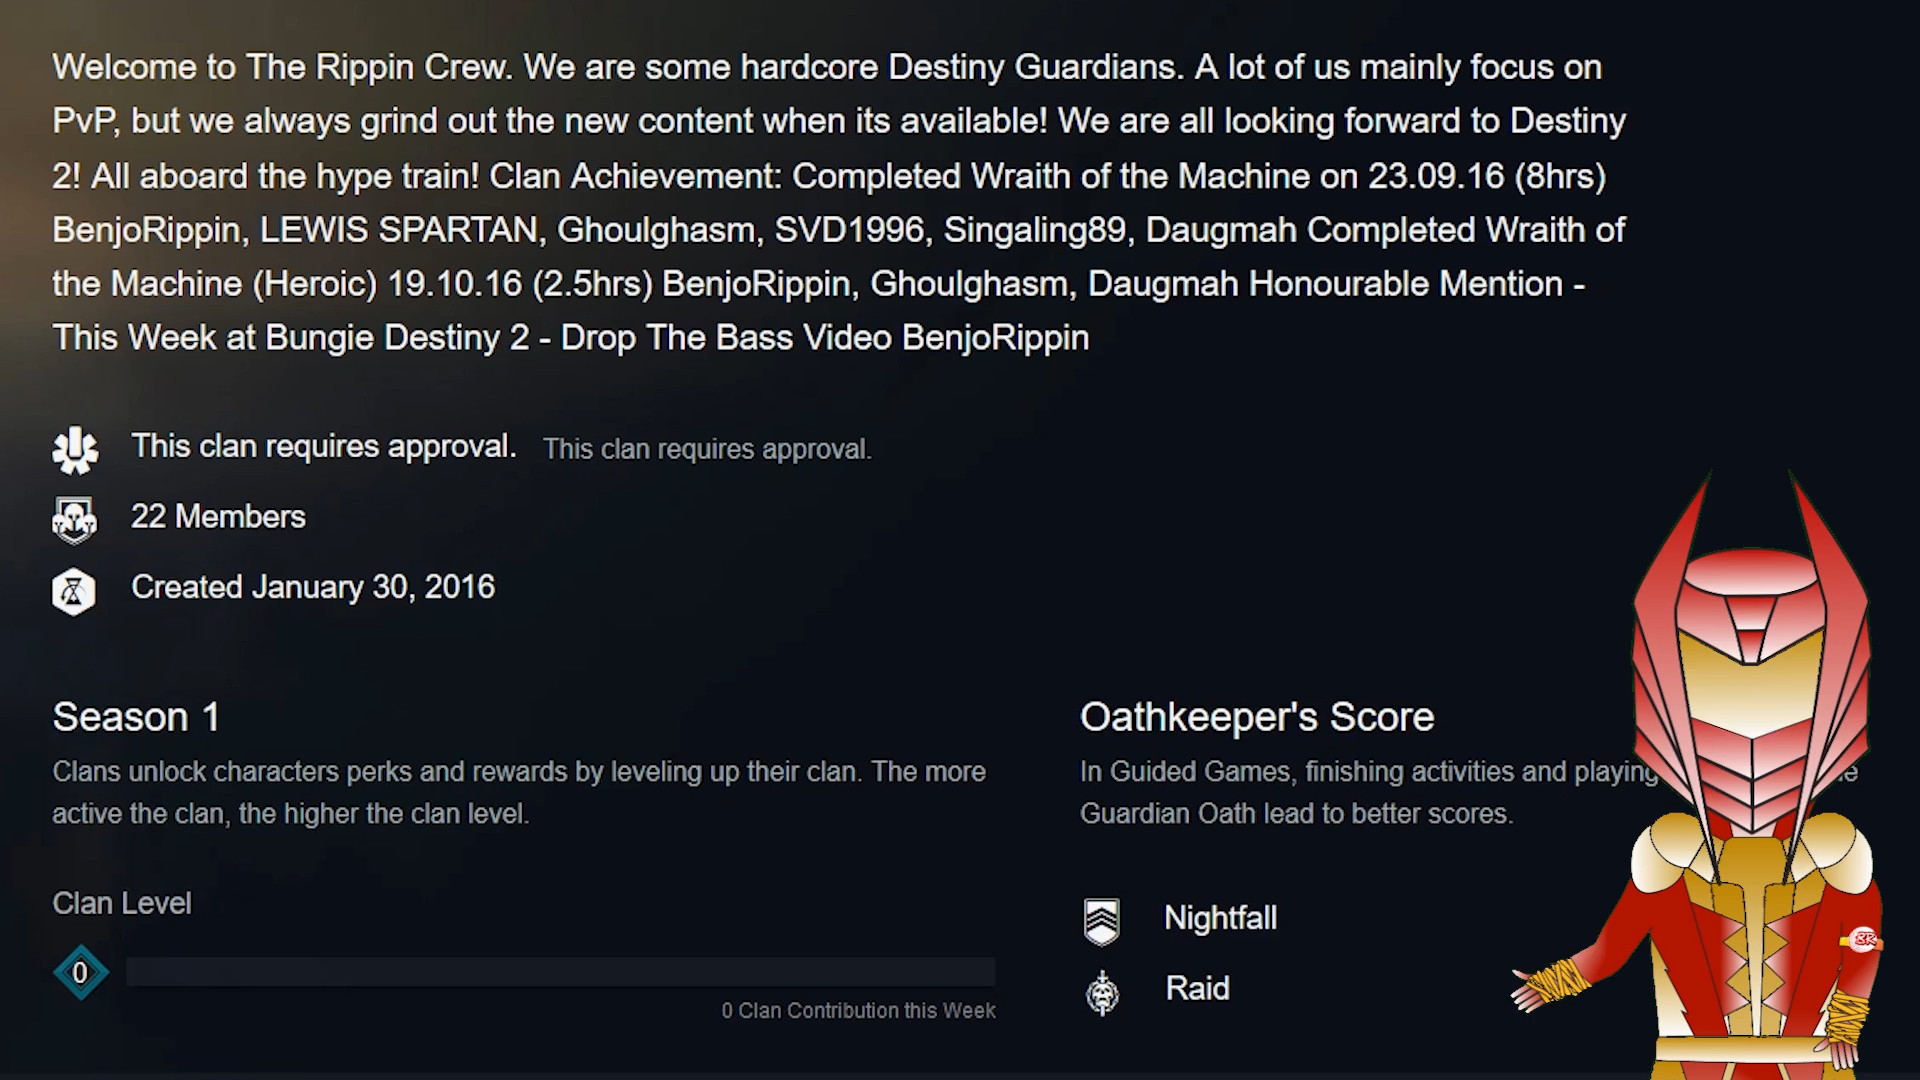 Welcome to The Rippin Crew. We are some hardcore Destiny Guardians. A lot of us mainly focus on
PvP, but we always grind out the new content when its available! We are all looking forward to Destiny
2! All aboard the hype train! Clan Achievement: Completed Wraith of the Machine on 23.09.16 (8hrs)
BenjoRippin, LEWIS SPARTAN, Ghoulghasm, SVD1996, Singaling89, Daugmah Completed Wraith of
the Machine (Heroic) 19.10.16 (2.5hrs) BenjoRippin, Ghoulghasm, Daugmah Honourable Mention -
This Week at Bungie Destiny 2 - Drop The Bass Video BenjoRippin
This clan requires approval. This clan requires approval.
22 Members
Created January 30, 2016
Season 1
Clans unlock characters perks and rewards by leveling up their clan. The more
active the clan, the higher the clan level.
Clan Level
0
0 Clan Contribution this Week
Oathkeeper's Score
In Guided Games, finishing activities and playing
Guardian Oath lead to better scores.
Nightfall
Raid
BR